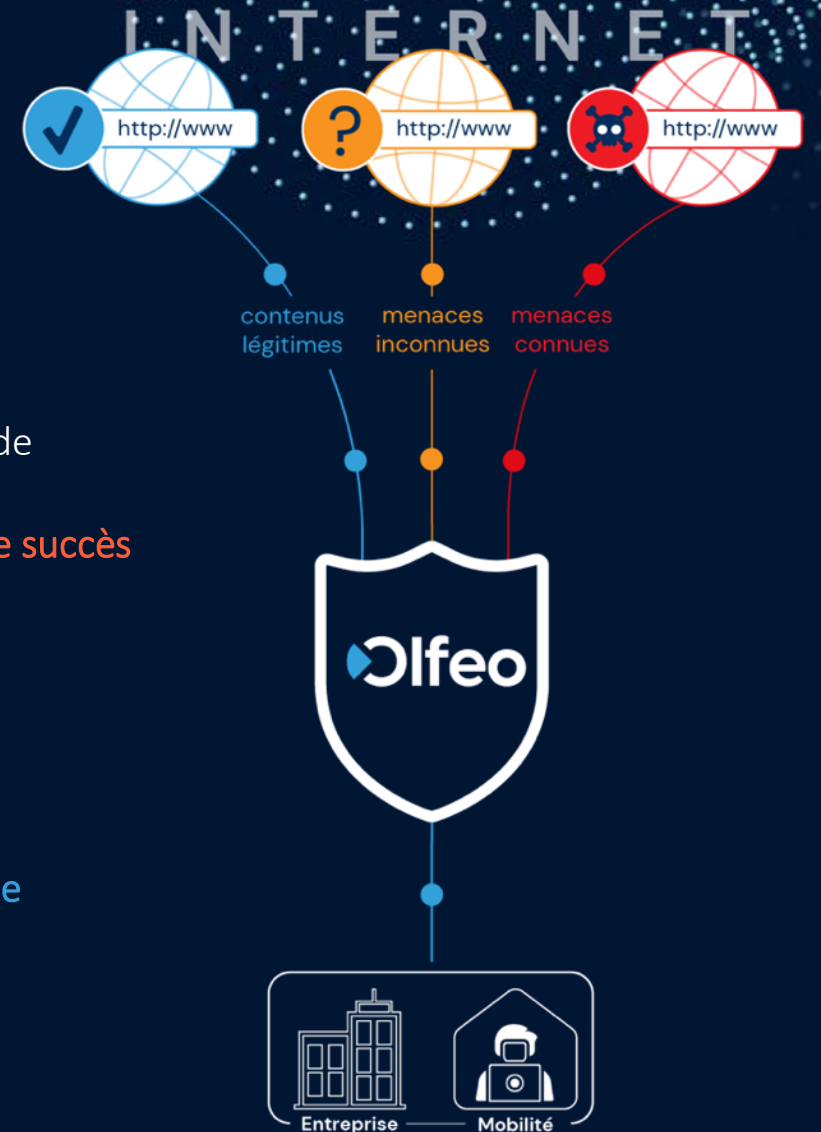 INTERNET
http://www
http://www
http://www
?
contenus
légitimes
menaces
inconnues
menaces
connues
de
e succès
Olfeo
e
Entreprise
Mobilité